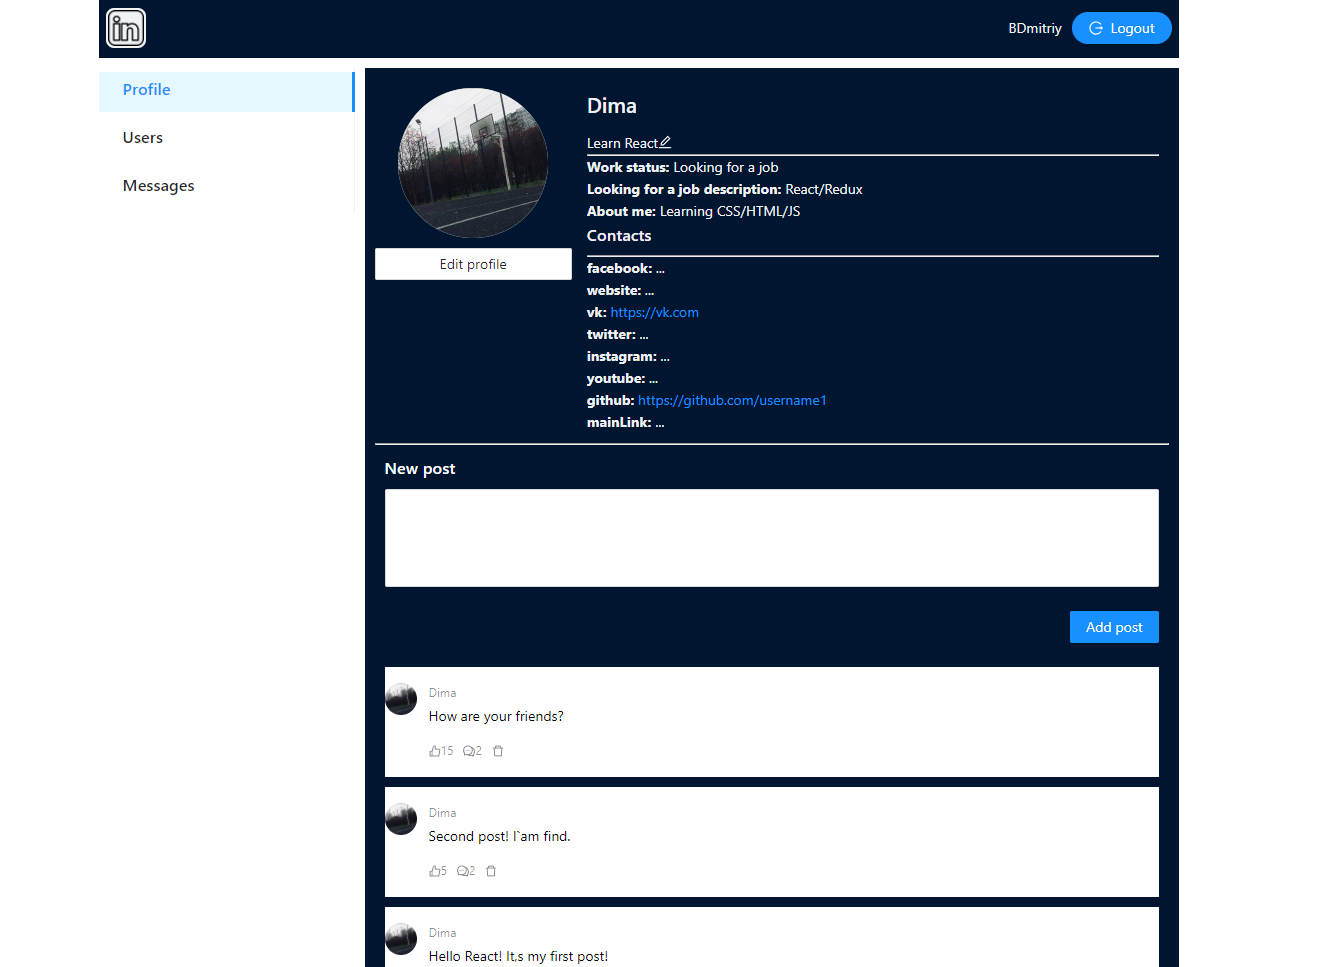 in
BDmitriy
Logout
Profile
Users
Messages
Dima
Learn React
Work status: Looking for a job
Looking for a job description: React/Redux
About me: Learning CSS/HTML/JS
Contacts
Edit profile
facebook: ...
website: ...
vk: https://vk.com
twitter: ...
instagram: ...
youtube: ...
github: https://github.com/username1
mainLink: ...
New post
Add post
Dima
How are your friends?
15 2
Dima
Second post! I`am find.
5 2
Dima
Hello React! It,s my first post!